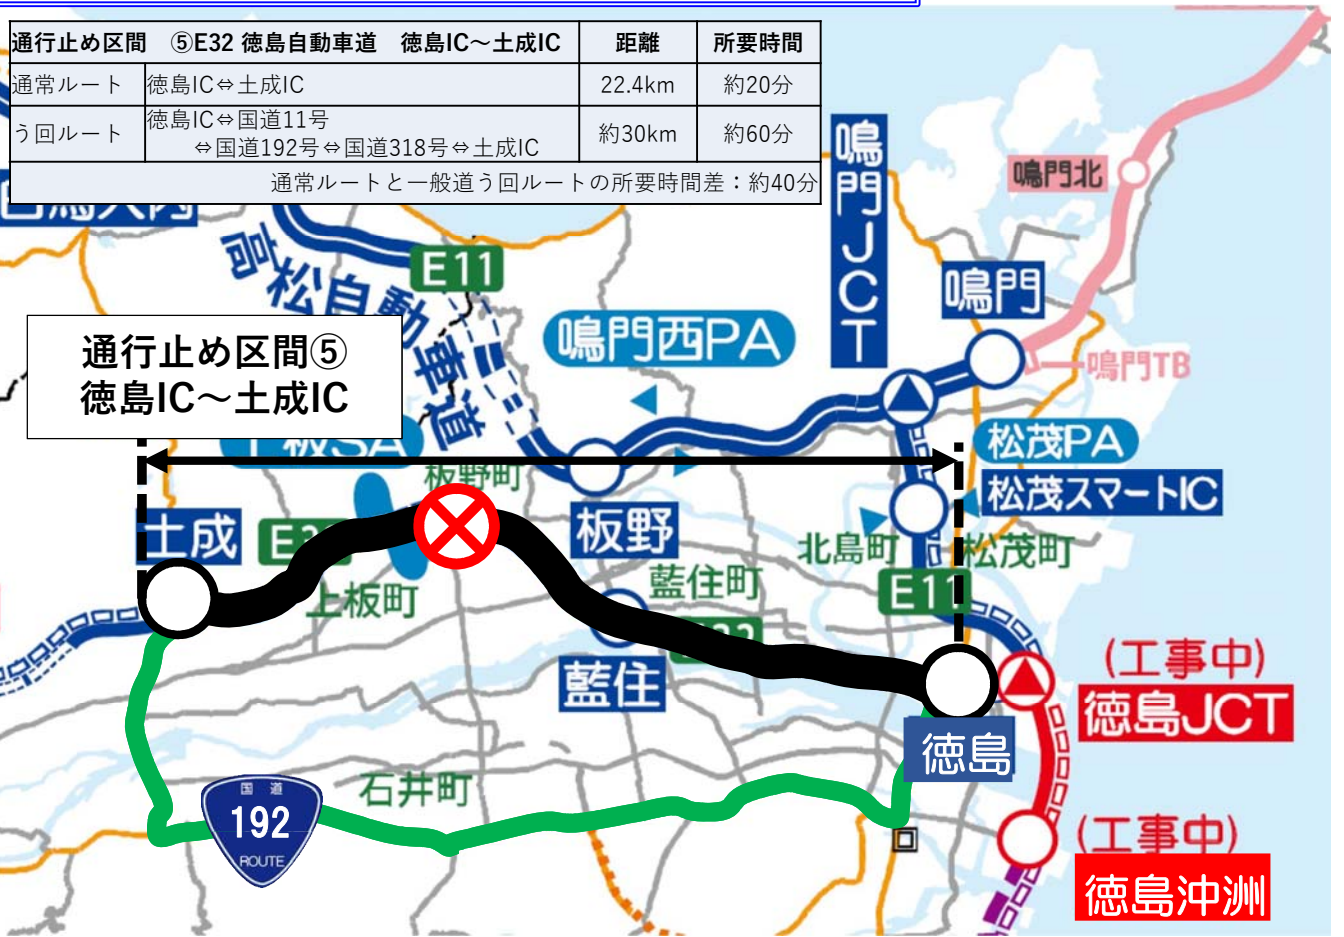 通行止め区間 ⑤E32 徳島自動車道 徳島IC～土成IC 距離 所要時間
通常ルート 徳島IC⇔土成IC 22.4km 約20分
う回ルート 徳島IC⇔国道11号
⇔国道192号⇔国道318号⇔土成IC 約30km 約60分
通常ルートと一般道う回ルートの所要時間差：約40分
鳴門JCT
鳴門北
高松自動車道
E11
鳴門
鳴門西PA
鳴門TB
通行止め区間⑤
徳島IC～土成IC
松茂PA
板野町
松茂スマートIC
土成
板野
北島町
松茂町
藍住町
上板町
E11
藍住
(工事中)
徳島JCT
徳島
石井町
国道
192
ROUTE
(工事中)
徳島沖洲